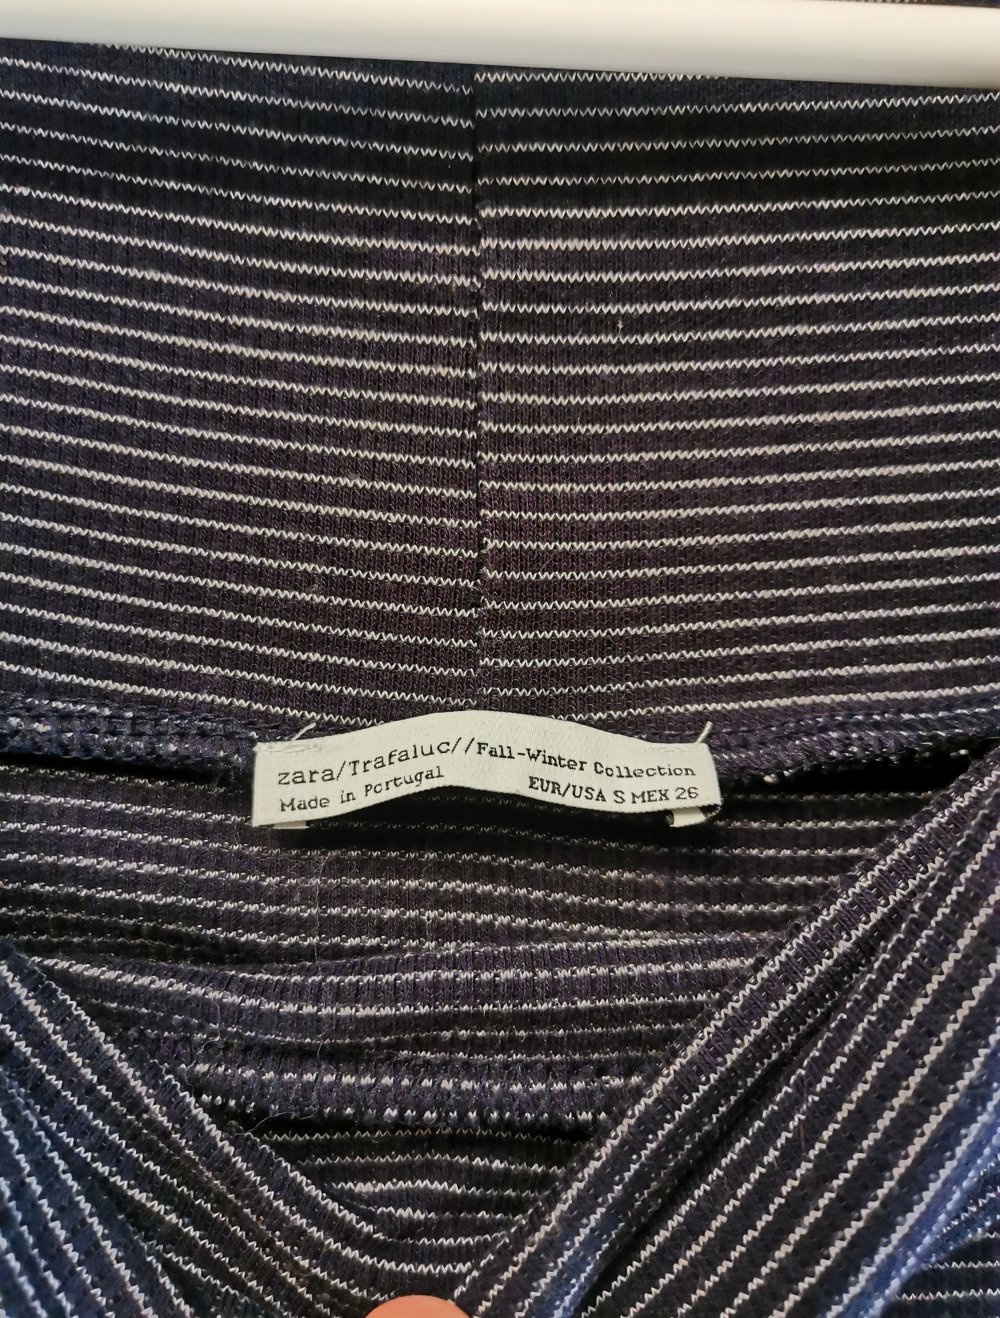 zara/Trafaluc//Fall-Winter Collection
Made in Portugal EUR/USA S MEX 26